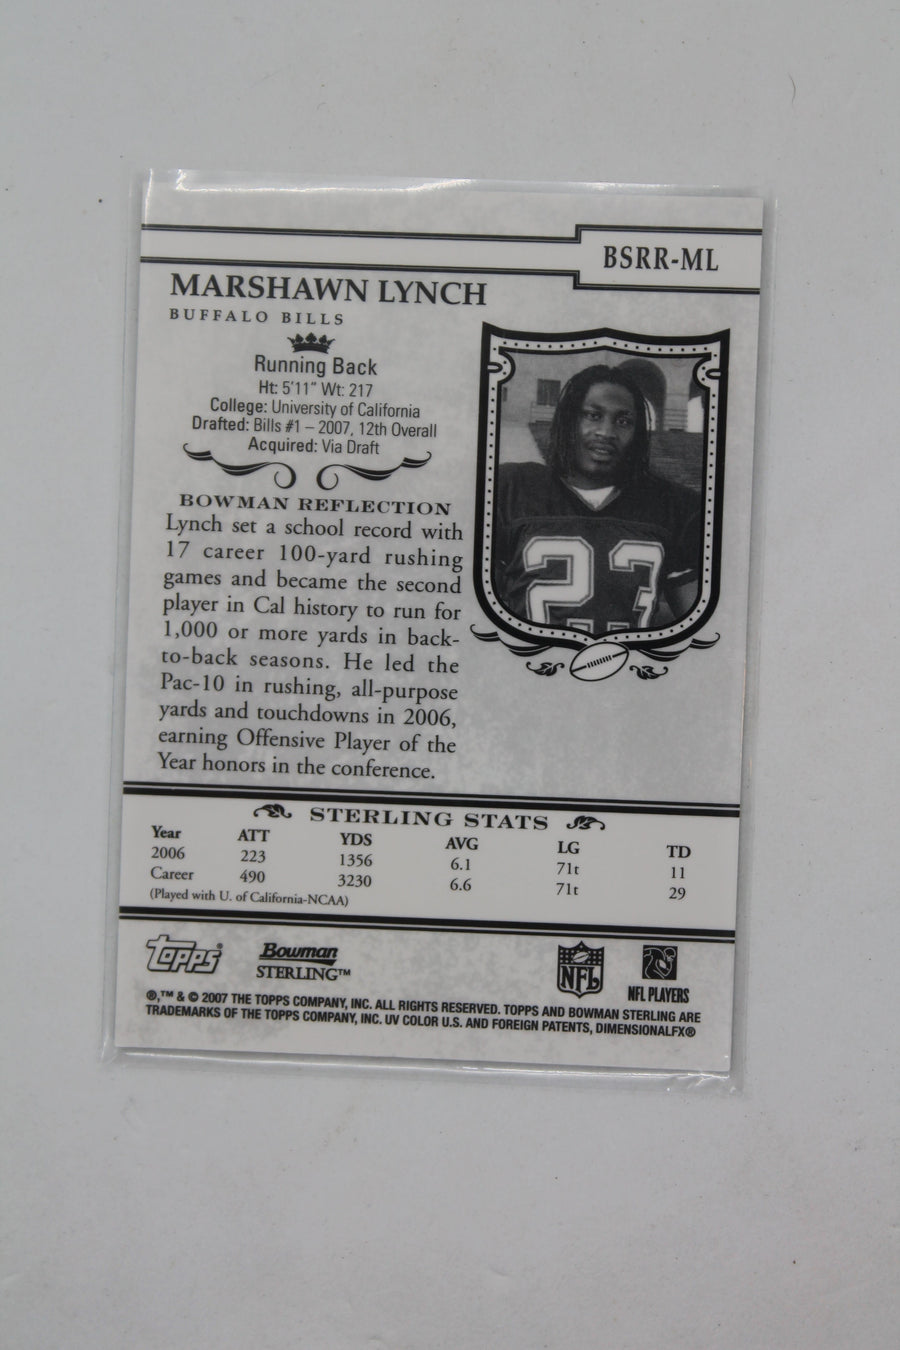 BSRR-ML
MARSHAWN LYNCH
BUFFALO BILLS
Running Back
Ht: 5'11" Wt: 217
College: University of California
Drafted: Bills #1 – 2007, 12th Overall
Acquired: Via Draft
BOWMAN REFLECTION
Lynch set a school record with
17 career 100-yard rushing
games and became the second
player in Cal history to run for
1,000 or more yards in back-
to-back seasons. He led the
Pac-10 in rushing, all-purpose
yards and touchdowns in 2006,
earning Offensive Player of the
Year honors in the conference.
23
STERLING STATS
Year ATT YDS AVG LG TD
2006 223 1356 6.1 71t 11
Career 490 3230 6.6 71t 29
(Played with U. of California-NCAA)
Topps® Bowman STERLING™ NFL NFL PLAYERS
®,™ & © 2007 THE TOPPS COMPANY, INC. ALL RIGHTS RESERVED. TOPPS AND BOWMAN STERLING ARE
TRADEMARKS OF THE TOPPS COMPANY, INC. UV COLOR U.S. AND FOREIGN PATENTS, DIMENSIONALFX®